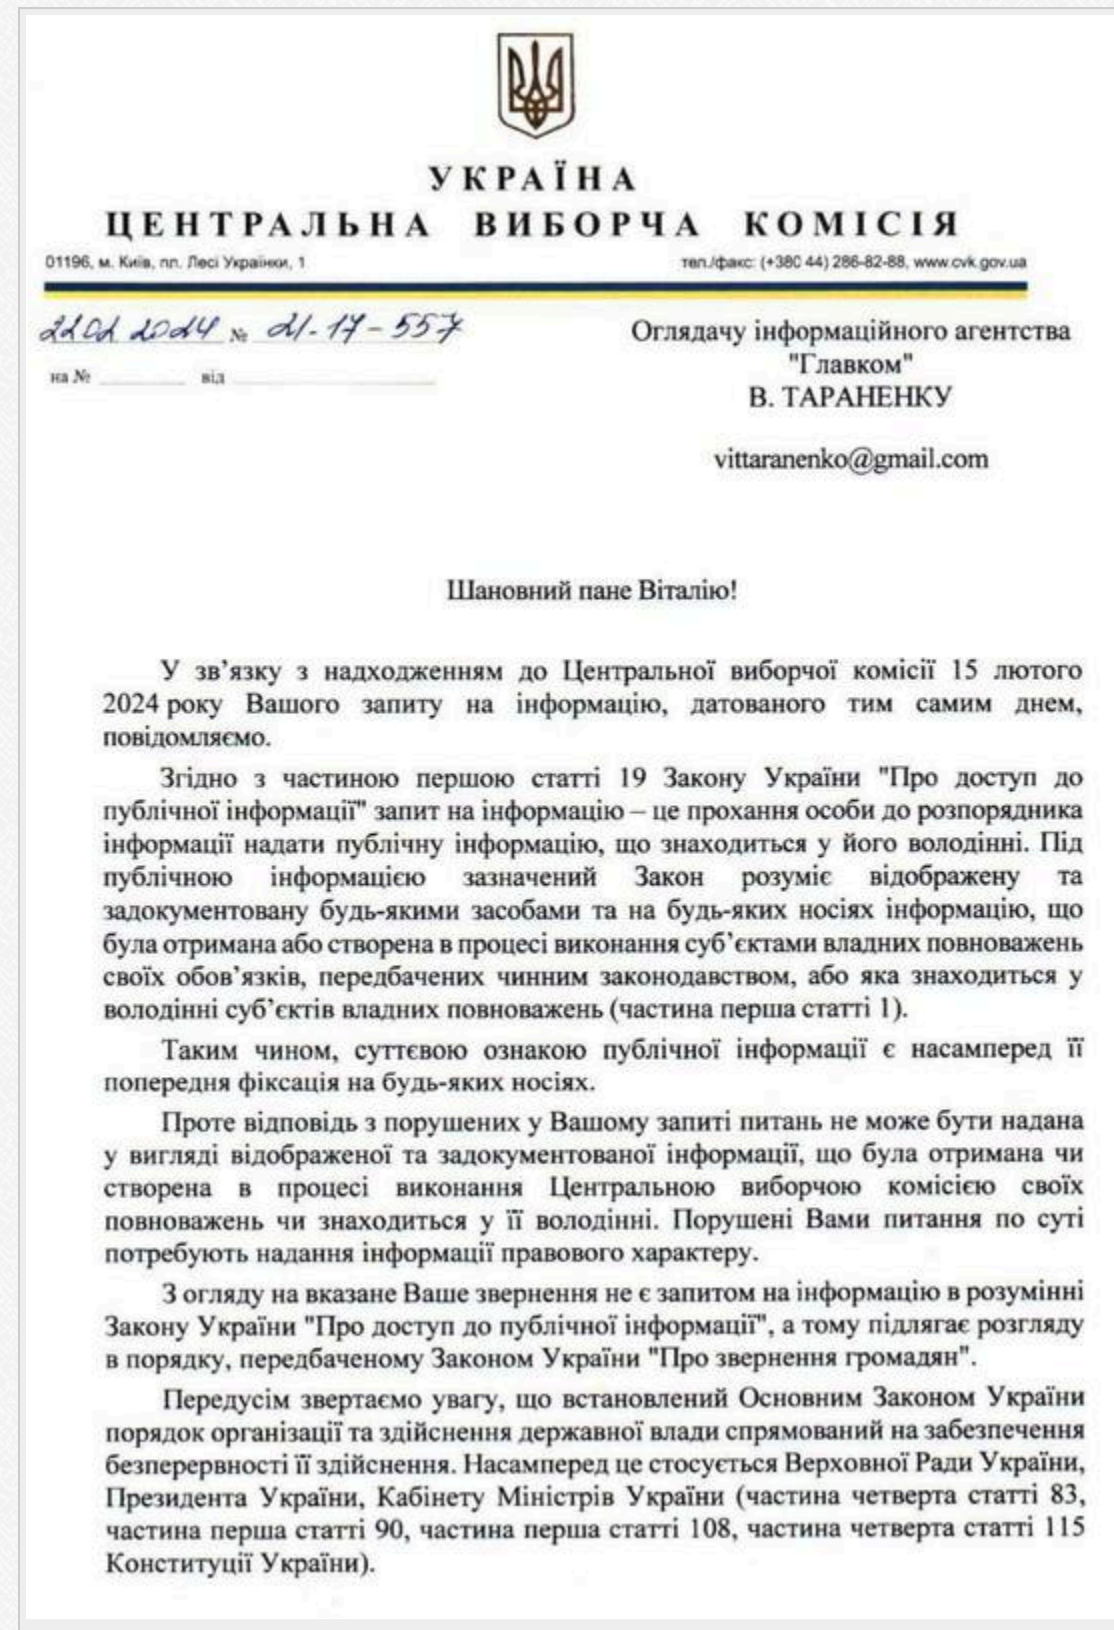 УКРАЇНА
ЦЕНТРАЛЬНА ВИБОРЧА КОМІСІЯ
01196, м. Київ, пл. Лесі Українки, 1
тел./факс: (+380 44) 286-82-88, www.cvk.gov.ua
22 02 2024 № 21-17-557
на № ________ від ________________
Оглядачу інформаційного агентства
"Главком"
В. ТАРАНЕНКУ
vittaranenko@gmail.com
Шановний пане Віталію!
У зв’язку з надходженням до Центральної виборчої комісії 15 лютого
2024 року Вашого запиту на інформацію, датованого тим самим днем,
повідомляємо.
Згідно з частиною першою статті 19 Закону України "Про доступ до
публічної інформації" запит на інформацію – це прохання особи до розпорядника
інформації надати публічну інформацію, що знаходиться у його володінні. Під
публічною інформацією зазначений Закон розуміє відображену та
задокументовану будь-якими засобами та на будь-яких носіях інформацію, що
була отримана або створена в процесі виконання суб’єктами владних повноважень
своїх обов’язків, передбачених чинним законодавством, або яка знаходиться у
володінні суб’єктів владних повноважень (частина перша статті 1).
Таким чином, суттєвою ознакою публічної інформації є насамперед її
попередня фіксація на будь-яких носіях.
Проте відповідь з порушених у Вашому запиті питань не може бути надана
у вигляді відображеної та задокументованої інформації, що була отримана чи
створена в процесі виконання Центральною виборчою комісією своїх
повноважень чи знаходиться у її володінні. Порушені Вами питання по суті
потребують надання інформації правового характеру.
З огляду на вказане Ваше звернення не є запитом на інформацію в розумінні
Закону України "Про доступ до публічної інформації", а тому підлягає розгляду
в порядку, передбаченому Законом України "Про звернення громадян".
Передусім звертаємо увагу, що встановлений Основним Законом України
порядок організації та здійснення державної влади спрямований на забезпечення
безперервності її здійснення. Насамперед це стосується Верховної Ради України,
Президента України, Кабінету Міністрів України (частина четверта статті 83,
частина перша статті 90, частина перша статті 108, частина четверта статті 115
Конституції України).